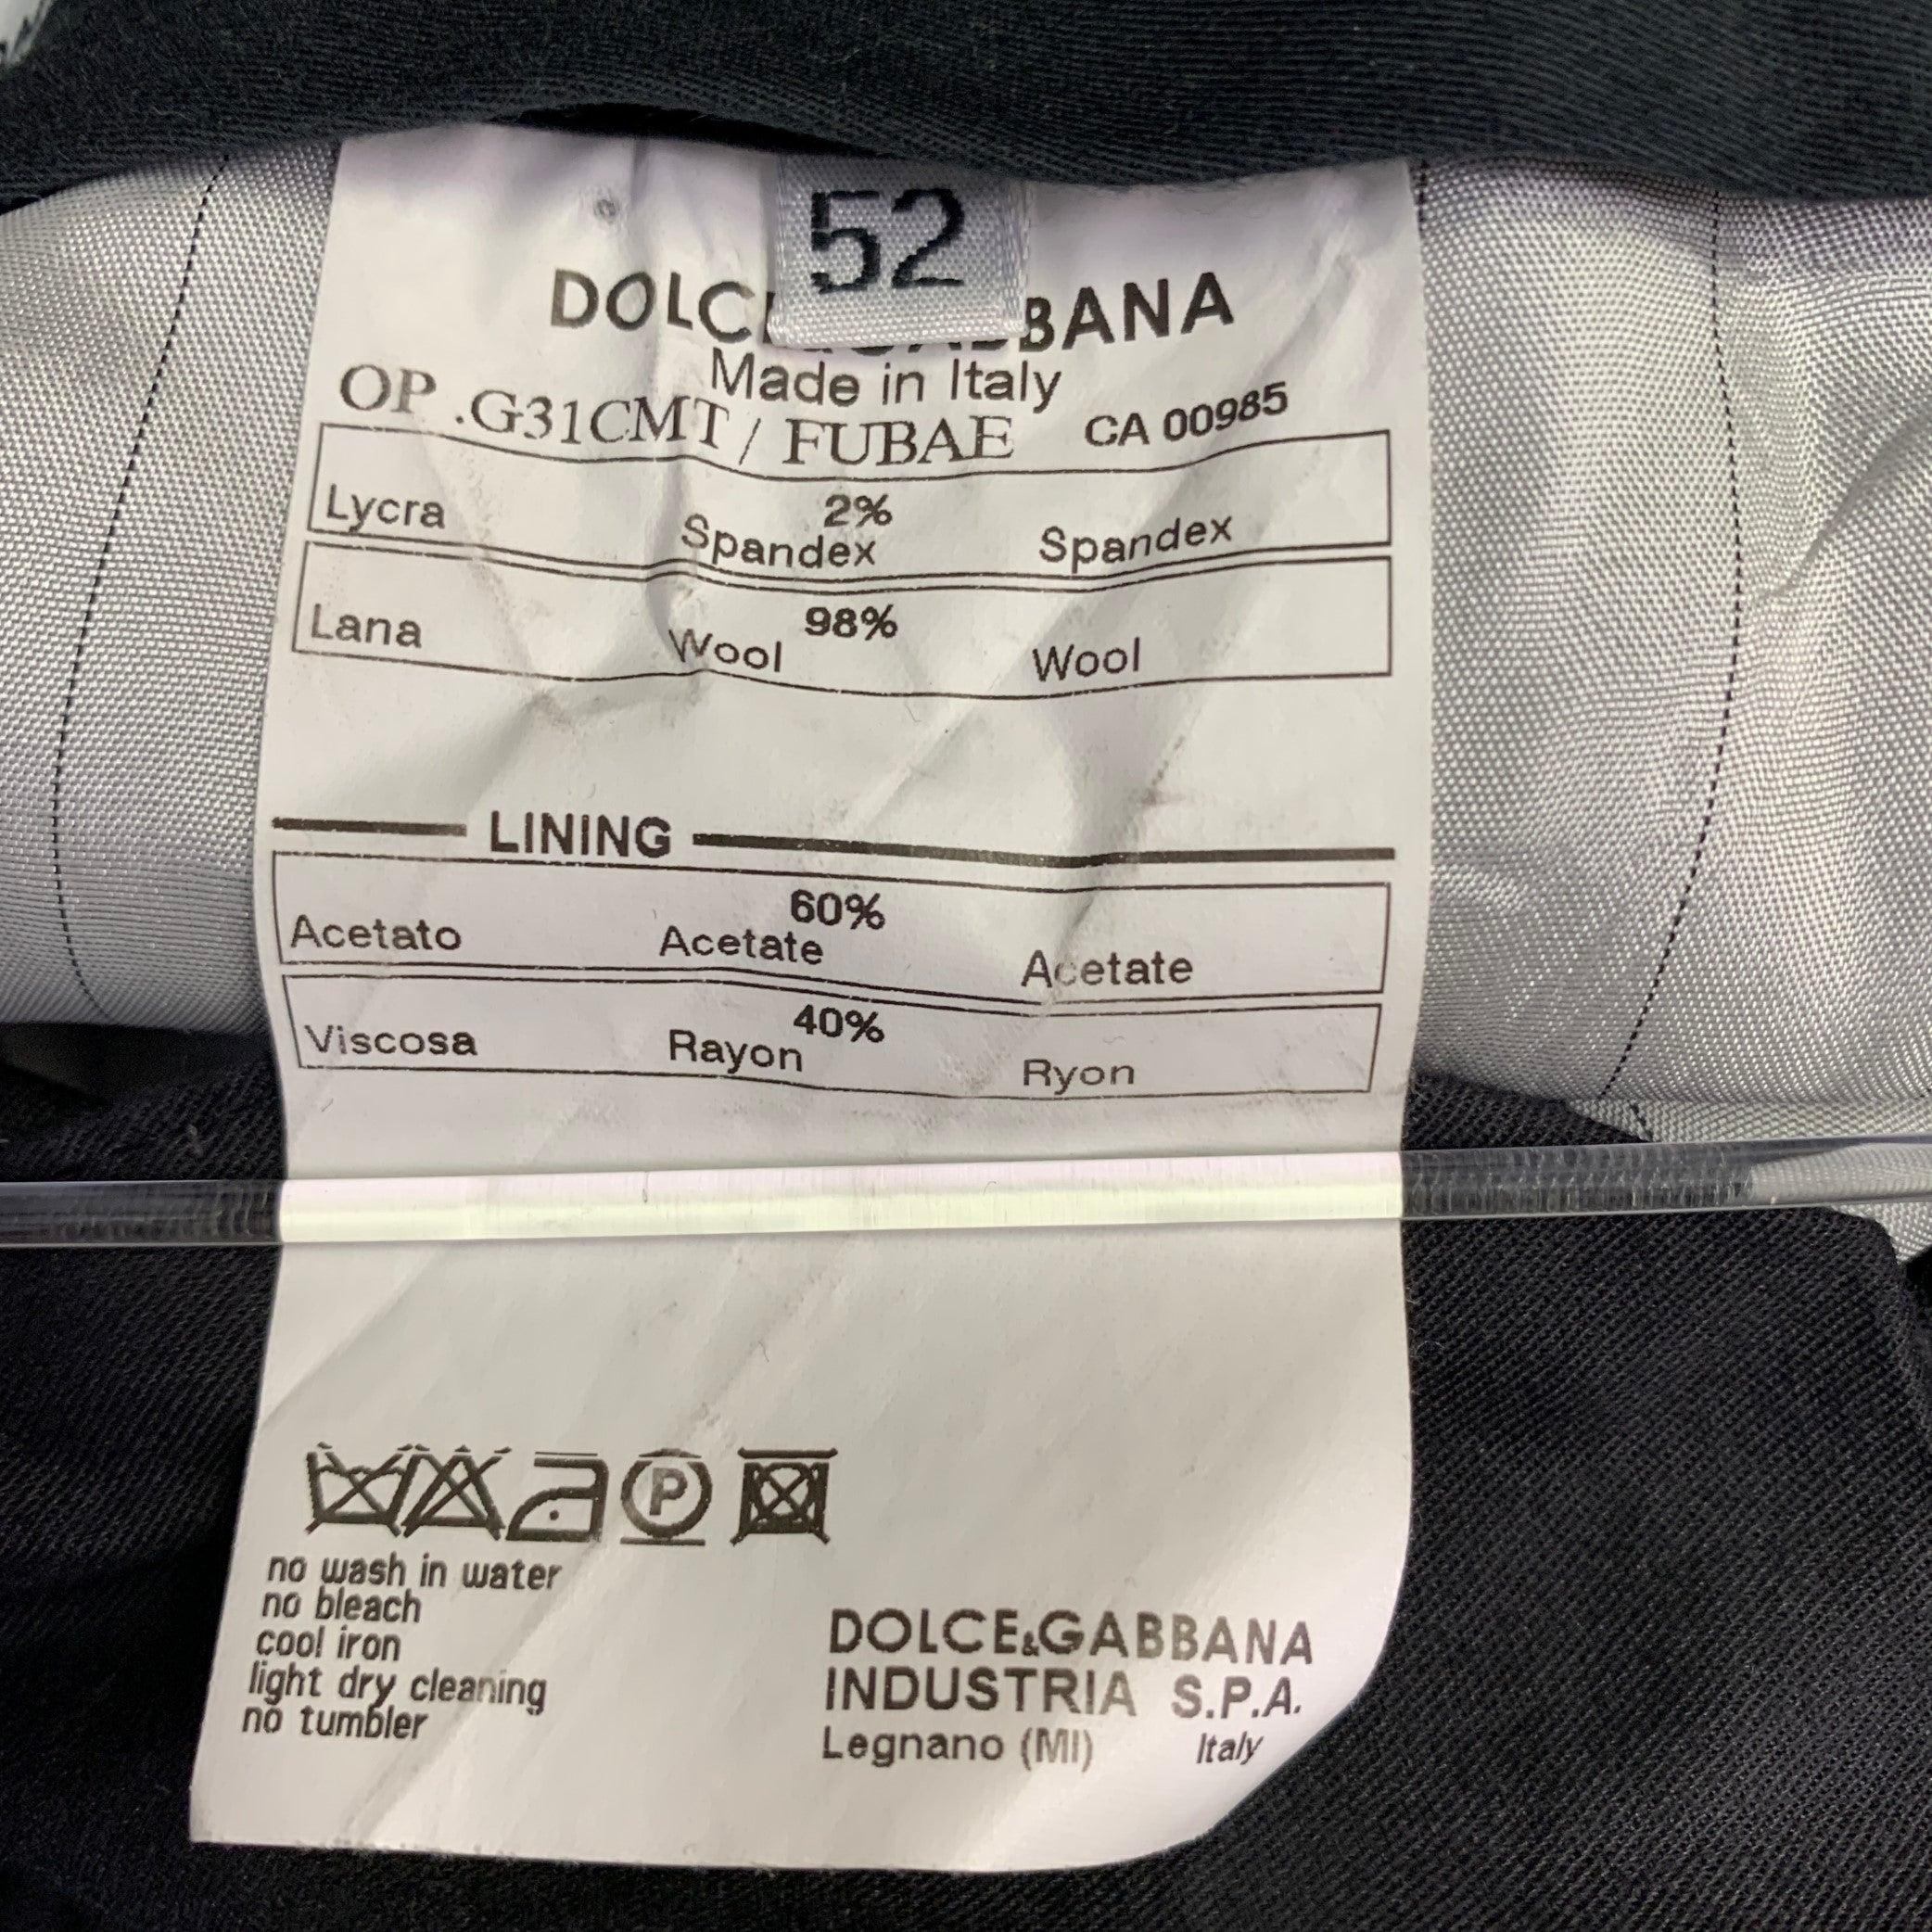 52
DOLC BANA
Made in Italy
OP .G31CMT / FUBAE CA 00985
Lycra 2% Spandex Spandex
Lana 98% Wool Wool
LINING
Acetato 60% Acetate Acetate
Viscosa 40% Rayon Ryon
P
no wash in water
no bleach
cool iron
light dry cleaning
no tumbler
DOLCE&GABBANA
INDUSTRIA S.P.A.
Legnano (MI) Italy